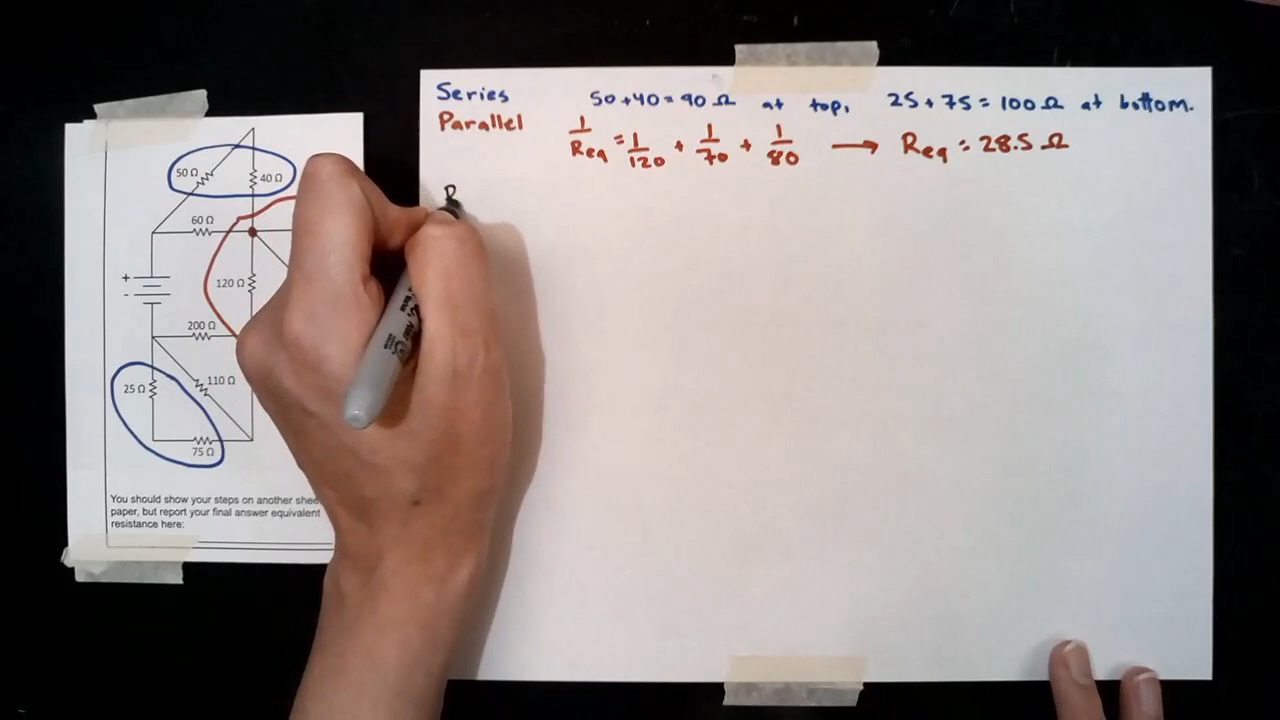 Series 50+40=90 Ω at top, 25+75=100 Ω at bottom.
Parallel 1/Req = 1/120 + 1/70 + 1/80 → Req = 28.5 Ω
R
50 Ω 40 Ω
60 Ω
+
120 Ω
-
200 Ω
110 Ω
25 Ω
75 Ω
You should show your steps on another shee
paper, but report your final answer equivalent
resistance here: